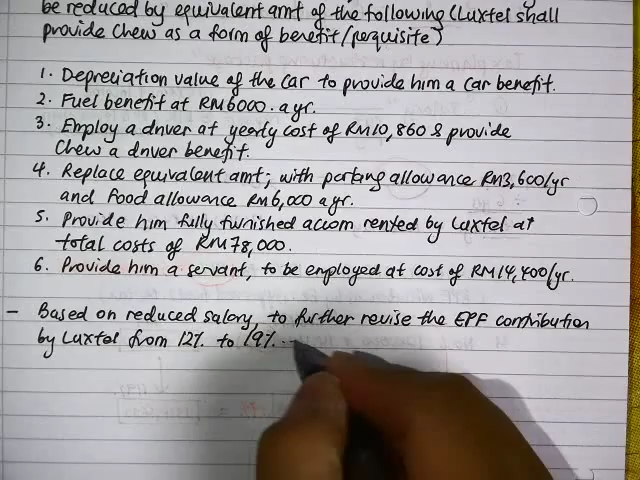 be reduced by equivalent amt of the following (Luxtel shall
provide Chew as a form of benefit/perquisite)
1. Depreciation value of the car to provide him a car benefit.
2. Fuel benefit at RM6000. a yr.
3. Employ a driver at yearly cost of RM10,860 & provide
Chew a driver benefit.
4. Replace equivalent amt; with parking allowance RM3,600/yr
and food allowance RM6,000 a yr.
5. Provide him fully furnished accom rented by Luxtel at
total costs of RM78,000.
6. Provide him a servant, to be employed at cost of RM14,400/yr.
- Based on reduced salary, to further revise the EPF contribution
by Luxtel from 12% to 19%.